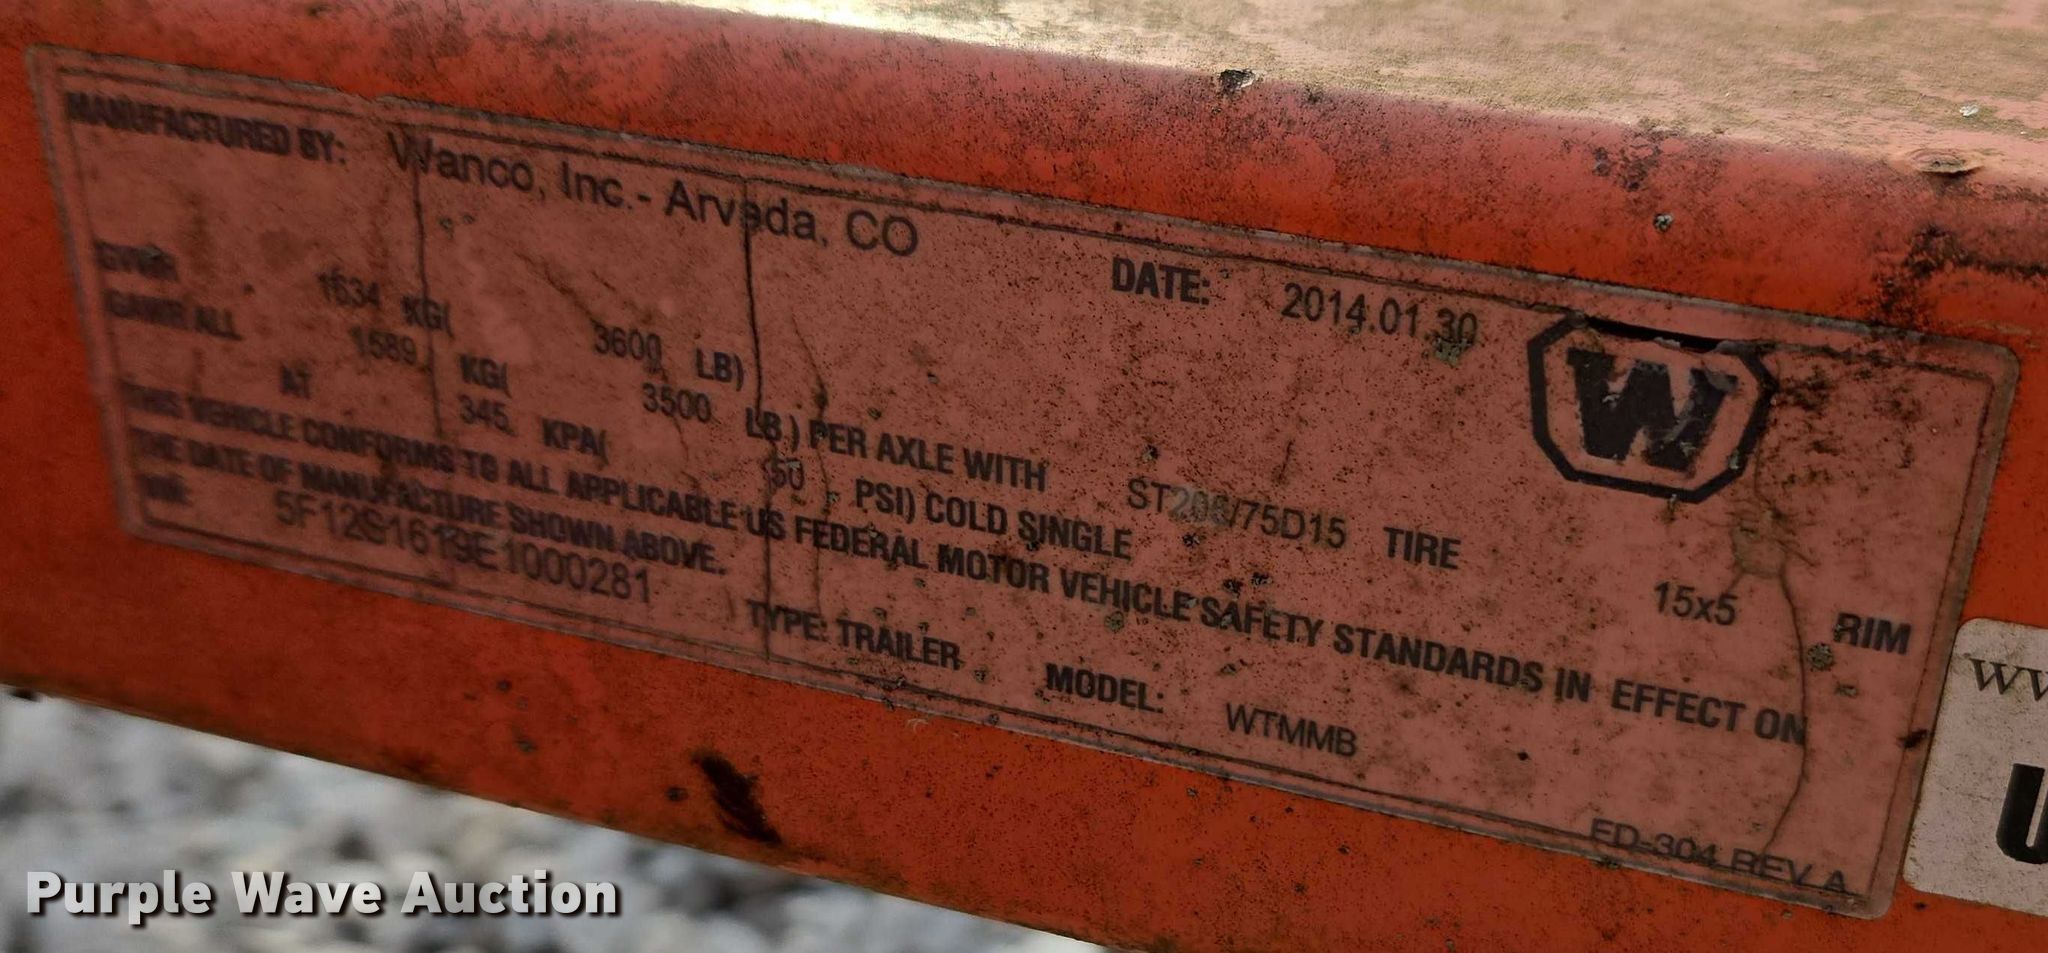 MANUFACTURED BY: Wanco, Inc.- Arvada, CO DATE: 2014.01.30
W
GVWR 1634 KG( 3600 LB)
GAWR ALL 1589 KG( 3500 LB) PER AXLE WITH ST205/75D15 TIRE 15x5 RIM
AT 345 KPA( 50 PSI) COLD SINGLE
THIS VEHICLE CONFORMS TO ALL APPLICABLE US FEDERAL MOTOR VEHICLE SAFETY STANDARDS IN EFFECT ON
THE DATE OF MANUFACTURE SHOWN ABOVE.
VIN: 5F12S1619E1000281 TYPE: TRAILER MODEL: WTMMB
ED-304 REV A
Purple Wave Auction